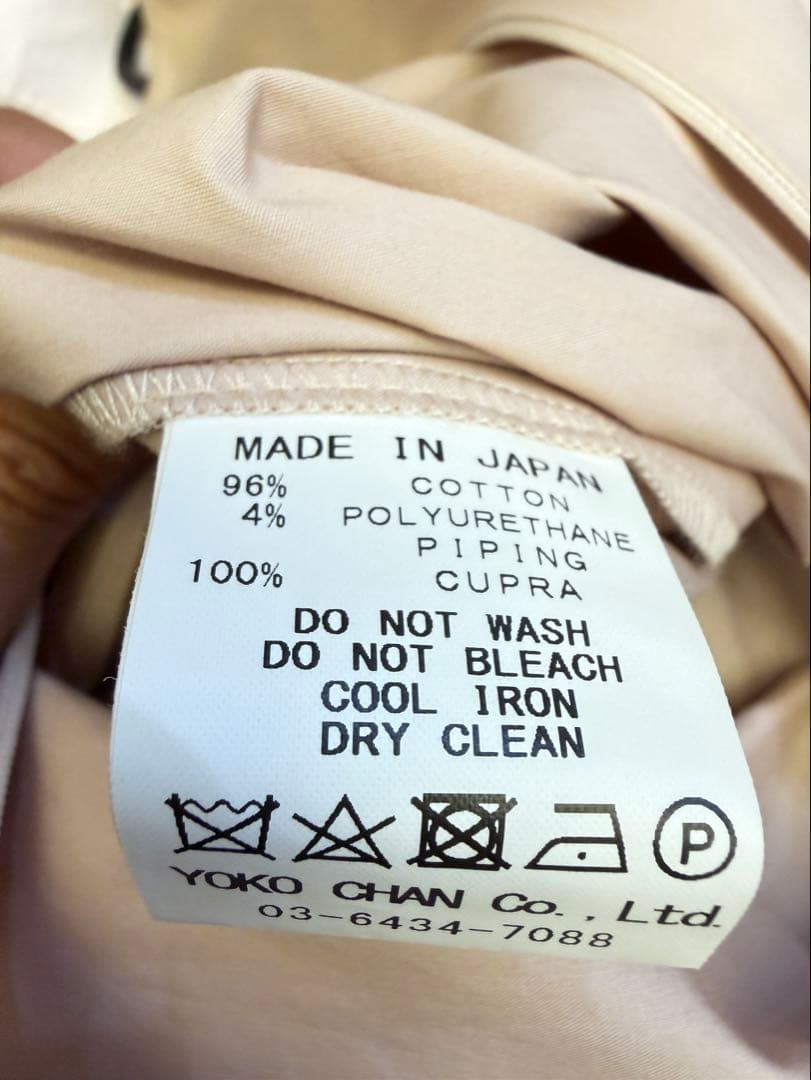 MADE IN JAPAN
96% COTTON
4% POLYURETHANE
PIPING
100% CUPRA
DO NOT WASH
DO NOT BLEACH
COOL IRON
DRY CLEAN
P
YOKO CHAN Co., Ltd.
03-6434-7088